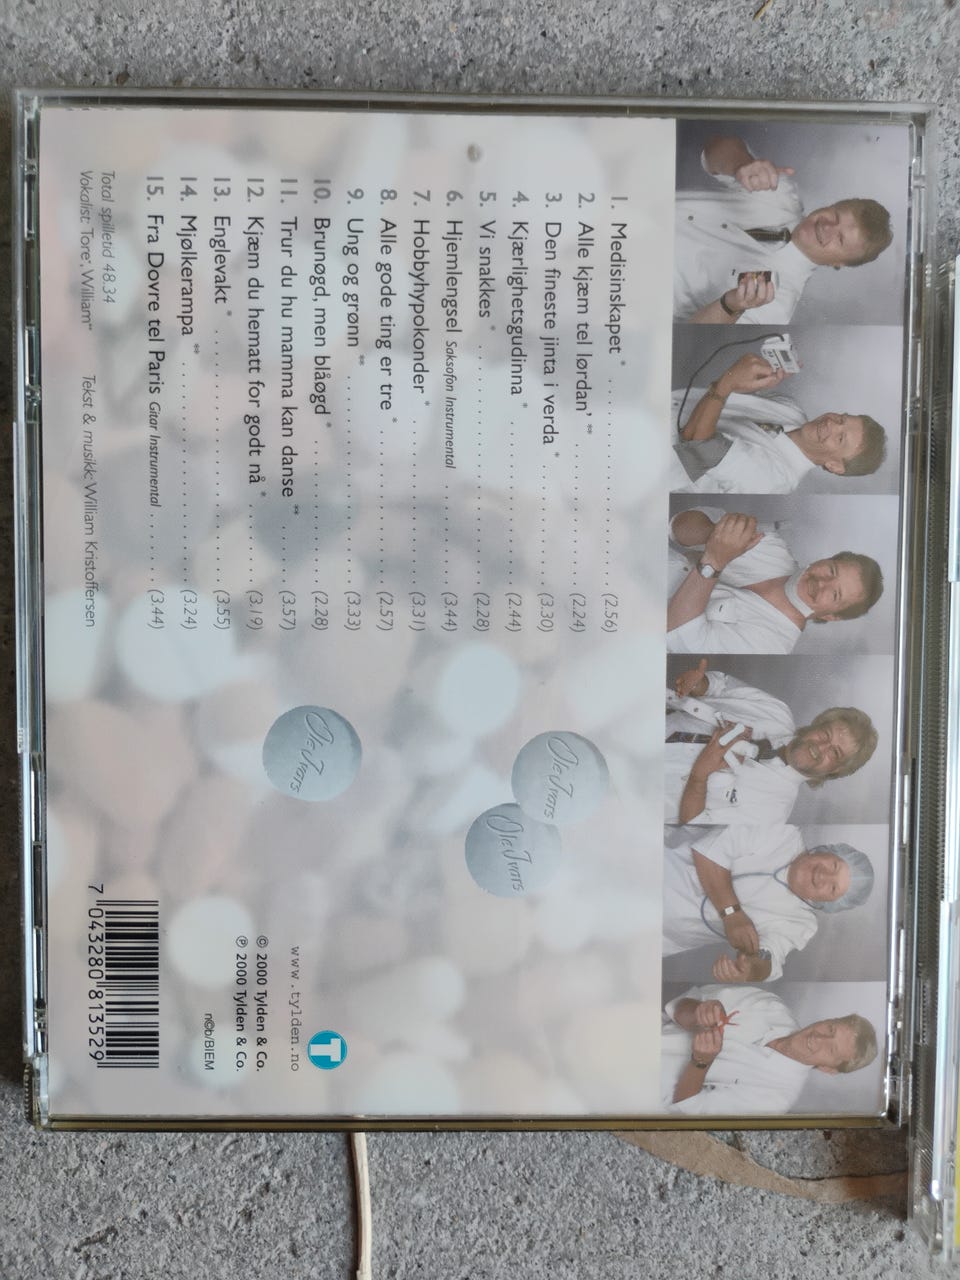 1. Medisinskapet * . . . . . . . . . . . . . . . . . . (2.56)
2. Alle kjæm tel lørdan' ** . . . . . . . . . . . . (2.24)
3. Den fineste jinta i verda * . . . . . . . . . . . (3.30)
4. Kjærlighetsgudinna * . . . . . . . . . . . . . . (2.44)
5. Vi snakkes * . . . . . . . . . . . . . . . . . . . . (2.28)
6. Hjemlengsel Saksofon Instrumental . . . . . . . . (3.44)
7. Hobbyhypokonder * . . . . . . . . . . . . . . (3.31)
8. Alle gode ting er tre * . . . . . . . . . . . . . (2.57)
9. Ung og grønn ** . . . . . . . . . . . . . . . . (3.33)
10. Brunøgd, men blåøgd * . . . . . . . . . . . . (2.28)
11. Trur du hu mamma kan danse ** . . . . . . (3.57)
12. Kjæm du hematt for godt nå * . . . . . . . (3.19)
13. Englevakt * . . . . . . . . . . . . . . . . . . . . (3.55)
14. Mjølkerampa ** . . . . . . . . . . . . . . . . . (3.24)
15. Fra Dovre tel Paris Gitar Instrumental . . . . . (3.44)
Total spilletid 48.34
Vokalist: Tore*, William** Tekst & musikk: William Kristoffersen
Ole Ivars
Ole Ivars
Ole Ivars
www.tylden.no
T
© 2000 Tylden & Co.
℗ 2000 Tylden & Co.
n©b/BIEM
7 043280 813529